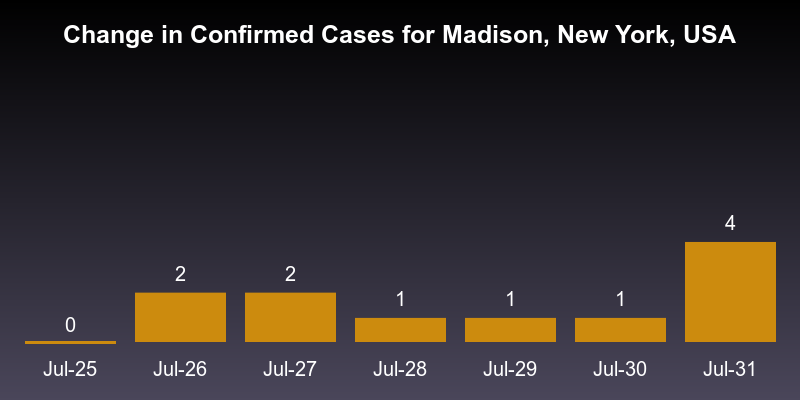 Change in Confirmed Cases for Madison, New York, USA
0 2 2 1 1 1 4
Jul-25 Jul-26 Jul-27 Jul-28 Jul-29 Jul-30 Jul-31